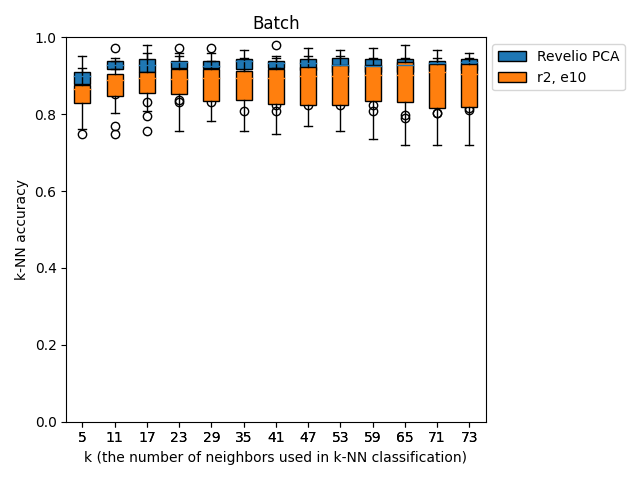 Batch
Revelio PCA
r2, e10
k-NN accuracy
1.0
0.8
0.6
0.4
0.2
0.0
5 11 17 23 29 35 41 47 53 59 65 71 73
k (the number of neighbors used in k-NN classification)